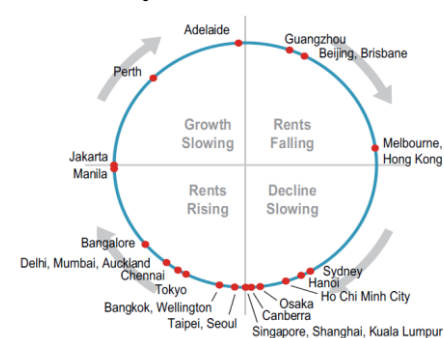 Adelaide
Guangzhou
Beijing, Brisbane
Perth
Growth
Slowing
Rents
Falling
Melbourne,
Hong Kong
Jakarta
Manila
Rents
Rising
Decline
Slowing
Bangalore
Delhi, Mumbai, Auckland
Chennai
Tokyo
Bangkok, Wellington
Taipei, Seoul
Sydney
Hanoi
Ho Chi Minh City
Osaka
Canberra
Singapore, Shanghai, Kuala Lumpur